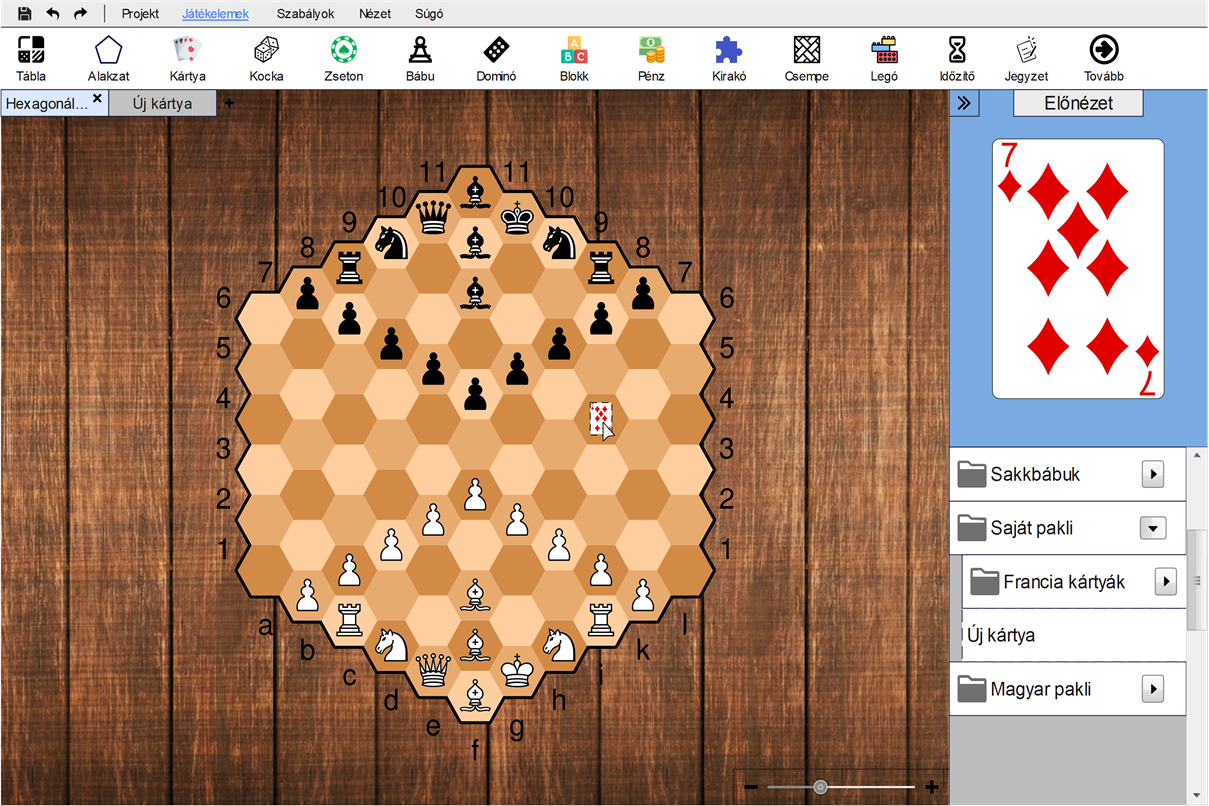 Projekt Játékelemek Szabályok Nézet Súgó
Tábla Alakzat Kártya Kocka Zseton Bábu Dominó Blokk Pénz Kirakó Csempe Legó Időzítő Jegyzet Tovább
A
B C
Hexagonál... × Új kártya +
Előnézet
7
7
11 11
10 10
9 9
8 8
7 7
6 6
5 5
4 4
3 3
2 2
1 1
a l
b k
c i
d h
e g
f
Sakkbábuk
Saját pakli
Francia kártyák
Új kártya
Magyar pakli